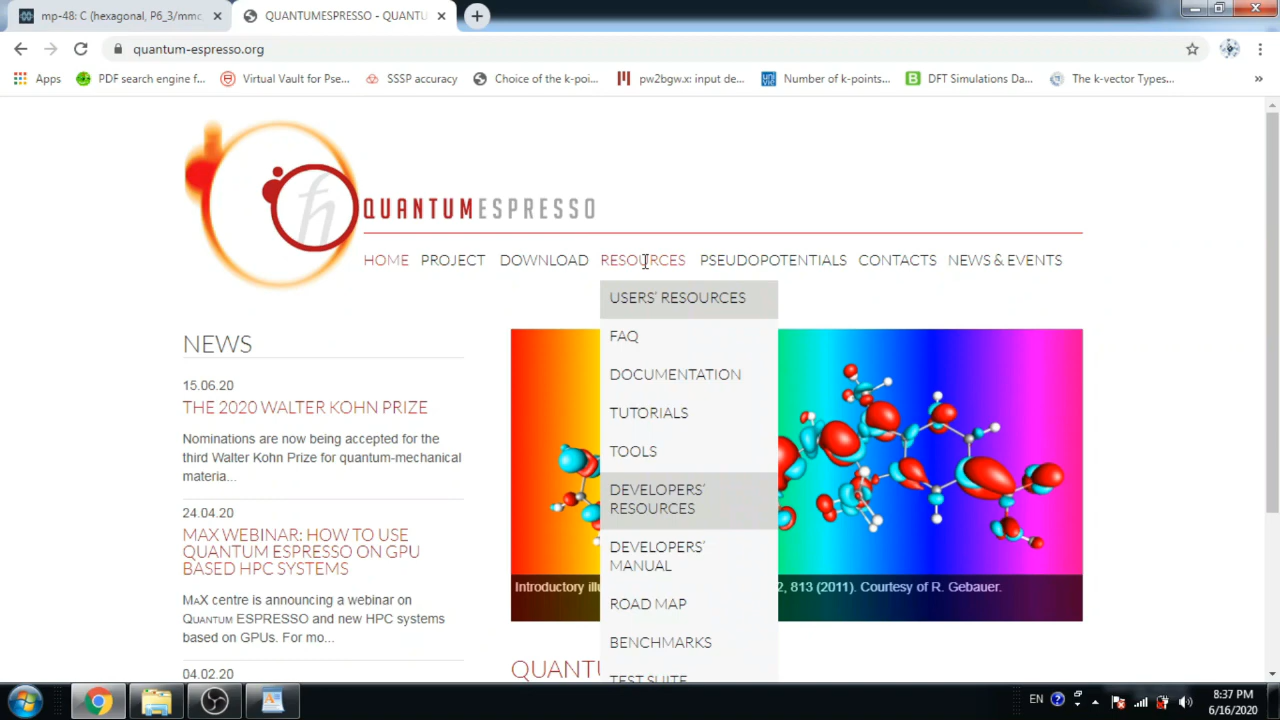 mp-48: C (hexagonal, P6_3/mmc,
QUANTUMESPRESSO - QUANTU
quantum-espresso.org
Apps
PDF search engine f...
Virtual Vault for Pse...
SSSP accuracy
Choice of the k-poi...
pw2bgw.x: input de...
Number of k-points...
DFT Simulations Da...
The k-vector Types...
»
QUANTUMESPRESSO
HOME PROJECT DOWNLOAD RESOURCES PSEUDOPOTENTIALS CONTACTS NEWS & EVENTS
USERS' RESOURCES
FAQ
DOCUMENTATION
TUTORIALS
TOOLS
DEVELOPERS'
RESOURCES
DEVELOPERS'
MANUAL
ROAD MAP
BENCHMARKS
TEST SUITE
NEWS
15.06.20
THE 2020 WALTER KOHN PRIZE
Nominations are now being accepted for the
third Walter Kohn Prize for quantum-mechanical
materia...
24.04.20
MAX WEBINAR: HOW TO USE
QUANTUM ESPRESSO ON GPU
BASED HPC SYSTEMS
MAX centre is announcing a webinar on
QUANTUM ESPRESSO and new HPC systems
based on GPUs. For mo...
04.02.20
Introductory 2, 813 (2011). Courtesy of R. Gebauer.
EN
8:37 PM
6/16/2020